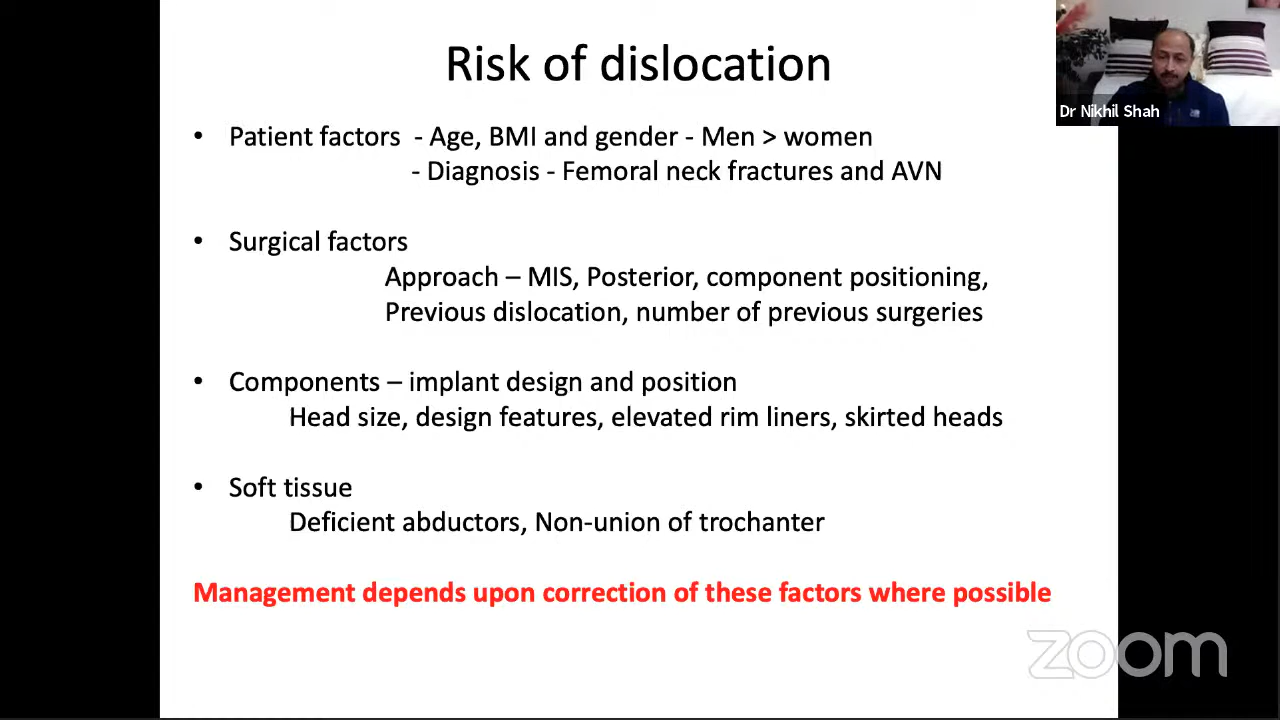 Risk of dislocation
Dr Nikhil Shah
• Patient factors - Age, BMI and gender - Men > women
- Diagnosis - Femoral neck fractures and AVN
• Surgical factors
Approach – MIS, Posterior, component positioning,
Previous dislocation, number of previous surgeries
• Components – implant design and position
Head size, design features, elevated rim liners, skirted heads
• Soft tissue
Deficient abductors, Non-union of trochanter
Management depends upon correction of these factors where possible
zoom